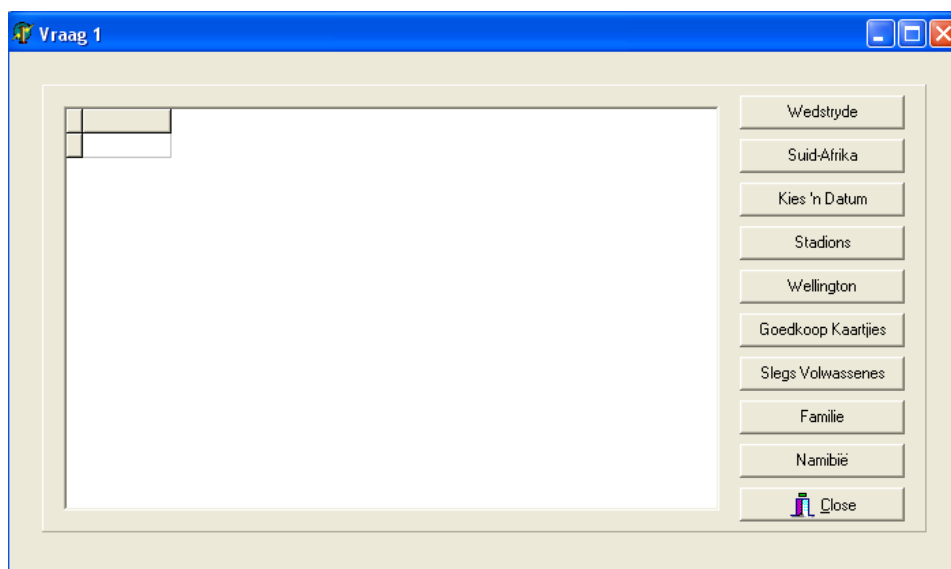 Vraag 1
Wedstryde
Suid-Afrika
Kies 'n Datum
Stadions
Wellington
Goedkoop Kaartjies
Slegs Volwassenes
Familie
Namibië
Close